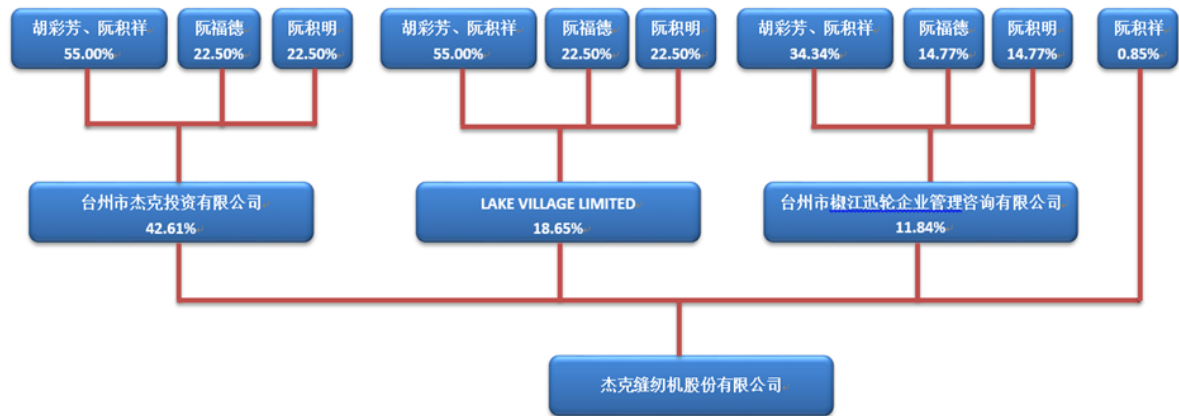 胡彩芳、阮积祥
55.00%
阮福德
22.50%
阮积明
22.50%
胡彩芳、阮积祥
55.00%
阮福德
22.50%
阮积明
22.50%
胡彩芳、阮积祥
34.34%
阮福德
14.77%
阮积明
14.77%
阮积祥
0.85%
台州市杰克投资有限公司
42.61%
LAKE VILLAGE LIMITED
18.65%
台州市椒江迅轮企业管理咨询有限公司
11.84%
杰克缝纫机股份有限公司